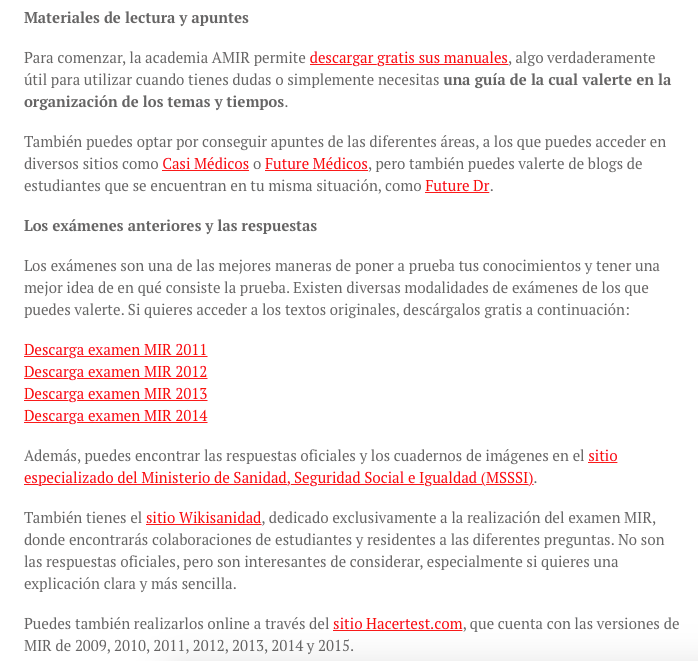 Materiales de lectura y apuntes
Para comenzar, la academia AMIR permite descargar gratis sus manuales, algo verdaderamente
útil para utilizar cuando tienes dudas o simplemente necesitas una guía de la cual valerte en la
organización de los temas y tiempos.
También puedes optar por conseguir apuntes de las diferentes áreas, a los que puedes acceder en
diversos sitios como Casi Médicos o Future Médicos, pero también puedes valerte de blogs de
estudiantes que se encuentran en tu misma situación, como Future Dr.
Los exámenes anteriores y las respuestas
Los exámenes son una de las mejores maneras de poner a prueba tus conocimientos y tener una
mejor idea de en qué consiste la prueba. Existen diversas modalidades de exámenes de los que
puedes valerte. Si quieres acceder a los textos originales, descárgalos gratis a continuación:
Descarga examen MIR 2011
Descarga examen MIR 2012
Descarga examen MIR 2013
Descarga examen MIR 2014
Además, puedes encontrar las respuestas oficiales y los cuadernos de imágenes en el sitio
especializado del Ministerio de Sanidad, Seguridad Social e Igualdad (MSSSI).
También tienes el sitio Wikisanidad, dedicado exclusivamente a la realización del examen MIR,
donde encontrarás colaboraciones de estudiantes y residentes a las diferentes preguntas. No son
las respuestas oficiales, pero son interesantes de considerar, especialmente si quieres una
explicación clara y más sencilla.
Puedes también realizarlos online a través del sitio Hacertest.com, que cuenta con las versiones de
MIR de 2009, 2010, 2011, 2012, 2013, 2014 y 2015.